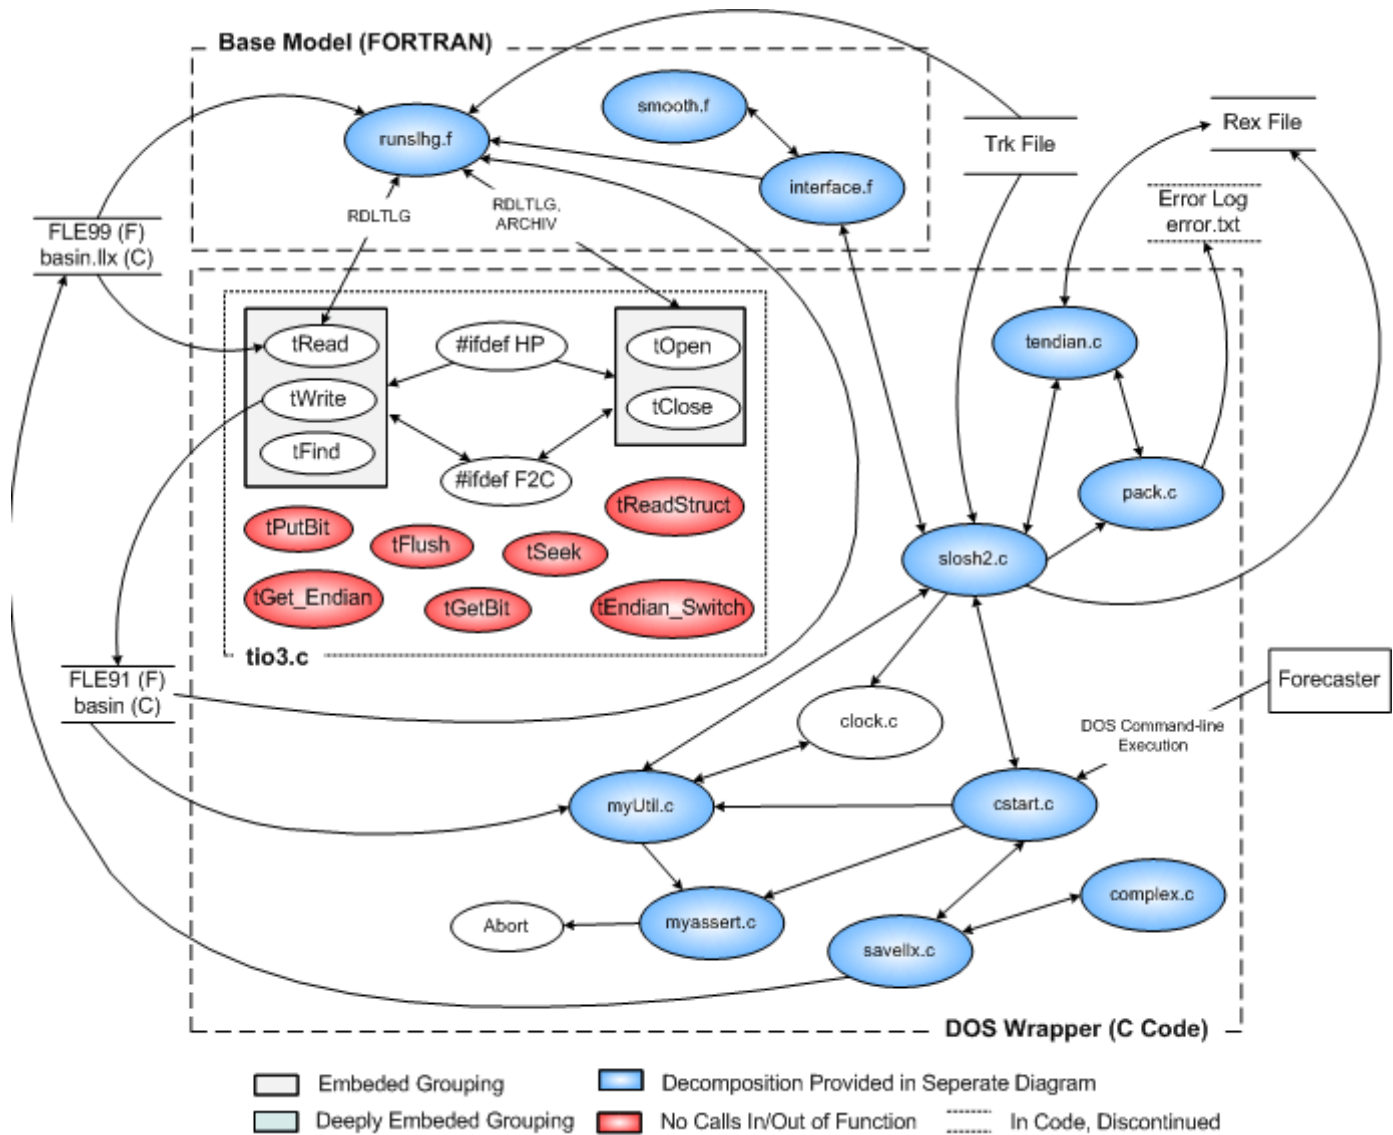 Base Model (FORTRAN)
smooth.f
runslhg.f
interface.f
Trk File
Rex File
RDLTLG
RDLTLG,
ARCHIV
Error Log
error.txt
FLE99 (F)
basin.llx (C)
tRead
#ifdef HP
tOpen
tWrite
tClose
tFind
#ifdef F2C
tendian.c
pack.c
tPutBit
tFlush
tSeek
tReadStruct
tGet_Endian
tGetBit
tEndian_Switch
tio3.c
slosh2.c
FLE91 (F)
basin (C)
Forecaster
clock.c
DOS Command-line
Execution
myUtil.c
cstart.c
complex.c
Abort
myassert.c
savellx.c
DOS Wrapper (C Code)
Embeded Grouping
Decomposition Provided in Seperate Diagram
Deeply Embeded Grouping
No Calls In/Out of Function
In Code, Discontinued